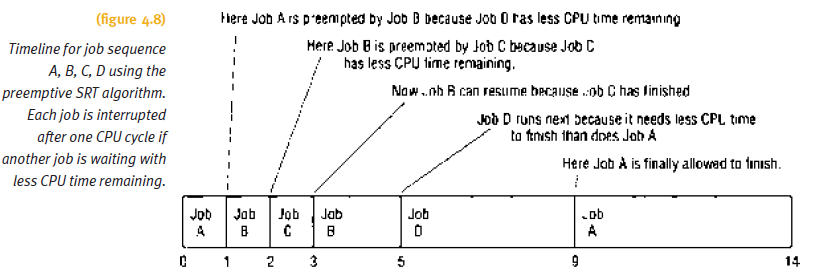 (figure 4.8)
Timeline for job sequence
A, B, C, D using the
preemptive SRT algorithm.
Each job is interrupted
after one CPU cycle if
another job is waiting with
less CPU time remaining.
Here Job A is preempted by Job B because Job B has less CPU time remaining
Here Job B is preempted by Job C because Job C
has less CPU time remaining.
Now Job B can resume because Job C has finished
Job D runs next because it needs less CPU time
to finish than does Job A
Here Job A is finally allowed to finish.
Job A
Job B
Job C
Job B
Job D
Job A
0 1 2 3 5 9 14